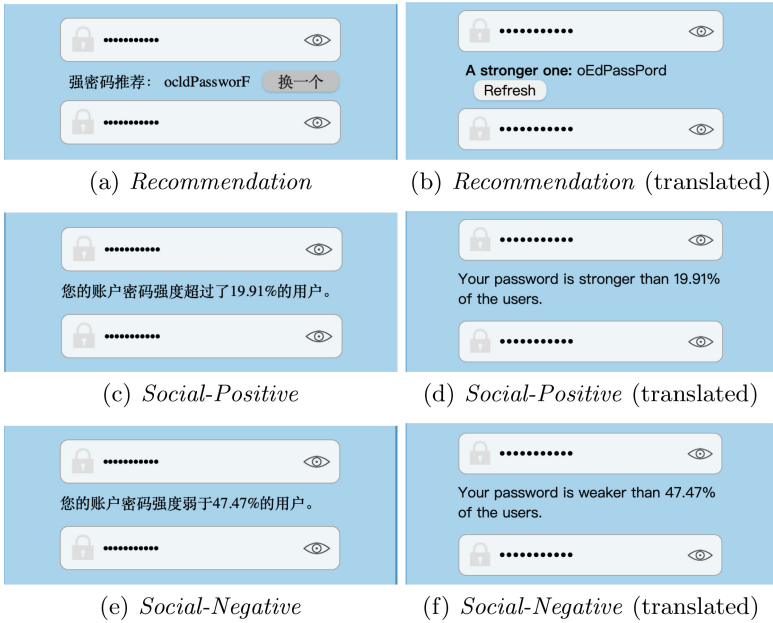 强密码推荐： ocldPassworF 换一个
A stronger one: oEdPassPord
Refresh
(a) Recommendation
(b) Recommendation (translated)
您的账户密码强度超过了19.91%的用户。
Your password is stronger than 19.91%
of the users.
(c) Social-Positive
(d) Social-Positive (translated)
您的账户密码强度弱于47.47%的用户。
Your password is weaker than 47.47%
of the users.
(e) Social-Negative
(f) Social-Negative (translated)